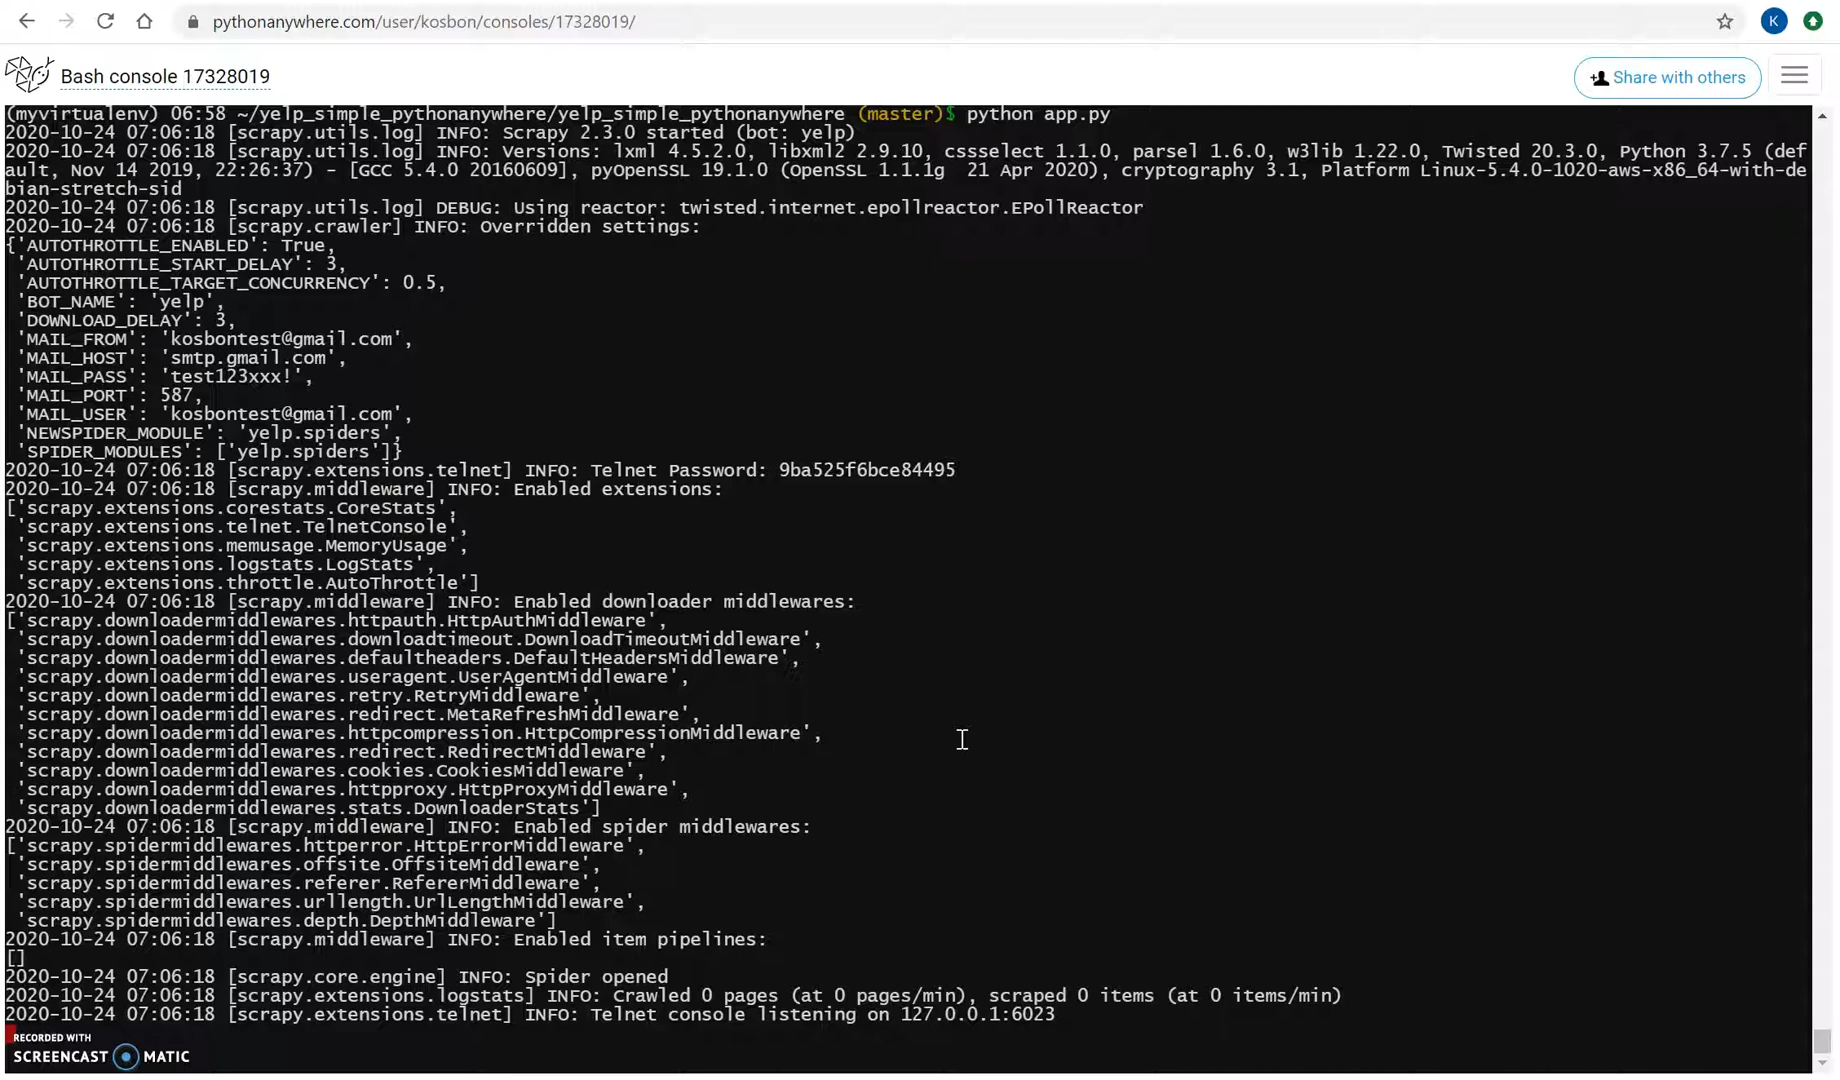 pythonanywhere.com/user/kosbon/consoles/17328019/
K
Bash console 17328019
Share with others
(myvirtualenv) 06:58 ~/yelp_simple_pythonanywhere/yelp_simple_pythonanywhere (master)$ python app.py
2020-10-24 07:06:18 [scrapy.utils.log] INFO: Scrapy 2.3.0 started (bot: yelp)
2020-10-24 07:06:18 [scrapy.utils.log] INFO: Versions: lxml 4.5.2.0, libxml2 2.9.10, cssselect 1.1.0, parsel 1.6.0, w3lib 1.22.0, Twisted 20.3.0, Python 3.7.5 (def
ault, Nov 14 2019, 22:26:37) - [GCC 5.4.0 20160609], pyOpenSSL 19.1.0 (OpenSSL 1.1.1g  21 Apr 2020), cryptography 3.1, Platform Linux-5.4.0-1020-aws-x86_64-with-de
bian-stretch-sid
2020-10-24 07:06:18 [scrapy.utils.log] DEBUG: Using reactor: twisted.internet.epollreactor.EPollReactor
2020-10-24 07:06:18 [scrapy.crawler] INFO: Overridden settings:
{'AUTOTHROTTLE_ENABLED': True,
 'AUTOTHROTTLE_START_DELAY': 3,
 'AUTOTHROTTLE_TARGET_CONCURRENCY': 0.5,
 'BOT_NAME': 'yelp',
 'DOWNLOAD_DELAY': 3,
 'MAIL_FROM': 'kosbontest@gmail.com',
 'MAIL_HOST': 'smtp.gmail.com',
 'MAIL_PASS': 'test123xxx!',
 'MAIL_PORT': 587,
 'MAIL_USER': 'kosbontest@gmail.com',
 'NEWSPIDER_MODULE': 'yelp.spiders',
 'SPIDER_MODULES': ['yelp.spiders']}
2020-10-24 07:06:18 [scrapy.extensions.telnet] INFO: Telnet Password: 9ba525f6bce84495
2020-10-24 07:06:18 [scrapy.middleware] INFO: Enabled extensions:
['scrapy.extensions.corestats.CoreStats',
 'scrapy.extensions.telnet.TelnetConsole',
 'scrapy.extensions.memusage.MemoryUsage',
 'scrapy.extensions.logstats.LogStats',
 'scrapy.extensions.throttle.AutoThrottle']
2020-10-24 07:06:18 [scrapy.middleware] INFO: Enabled downloader middlewares:
['scrapy.downloadermiddlewares.httpauth.HttpAuthMiddleware',
 'scrapy.downloadermiddlewares.downloadtimeout.DownloadTimeoutMiddleware',
 'scrapy.downloadermiddlewares.defaultheaders.DefaultHeadersMiddleware',
 'scrapy.downloadermiddlewares.useragent.UserAgentMiddleware',
 'scrapy.downloadermiddlewares.retry.RetryMiddleware',
 'scrapy.downloadermiddlewares.redirect.MetaRefreshMiddleware',
 'scrapy.downloadermiddlewares.httpcompression.HttpCompressionMiddleware',
 'scrapy.downloadermiddlewares.redirect.RedirectMiddleware',
 'scrapy.downloadermiddlewares.cookies.CookiesMiddleware',
 'scrapy.downloadermiddlewares.httpproxy.HttpProxyMiddleware',
 'scrapy.downloadermiddlewares.stats.DownloaderStats']
2020-10-24 07:06:18 [scrapy.middleware] INFO: Enabled spider middlewares:
['scrapy.spidermiddlewares.httperror.HttpErrorMiddleware',
 'scrapy.spidermiddlewares.offsite.OffsiteMiddleware',
 'scrapy.spidermiddlewares.referer.RefererMiddleware',
 'scrapy.spidermiddlewares.urllength.UrlLengthMiddleware',
 'scrapy.spidermiddlewares.depth.DepthMiddleware']
2020-10-24 07:06:18 [scrapy.middleware] INFO: Enabled item pipelines:
[]
2020-10-24 07:06:18 [scrapy.core.engine] INFO: Spider opened
2020-10-24 07:06:18 [scrapy.extensions.logstats] INFO: Crawled 0 pages (at 0 pages/min), scraped 0 items (at 0 items/min)
2020-10-24 07:06:18 [scrapy.extensions.telnet] INFO: Telnet console listening on 127.0.0.1:6023
RECORDED WITH
SCREENCAST MATIC